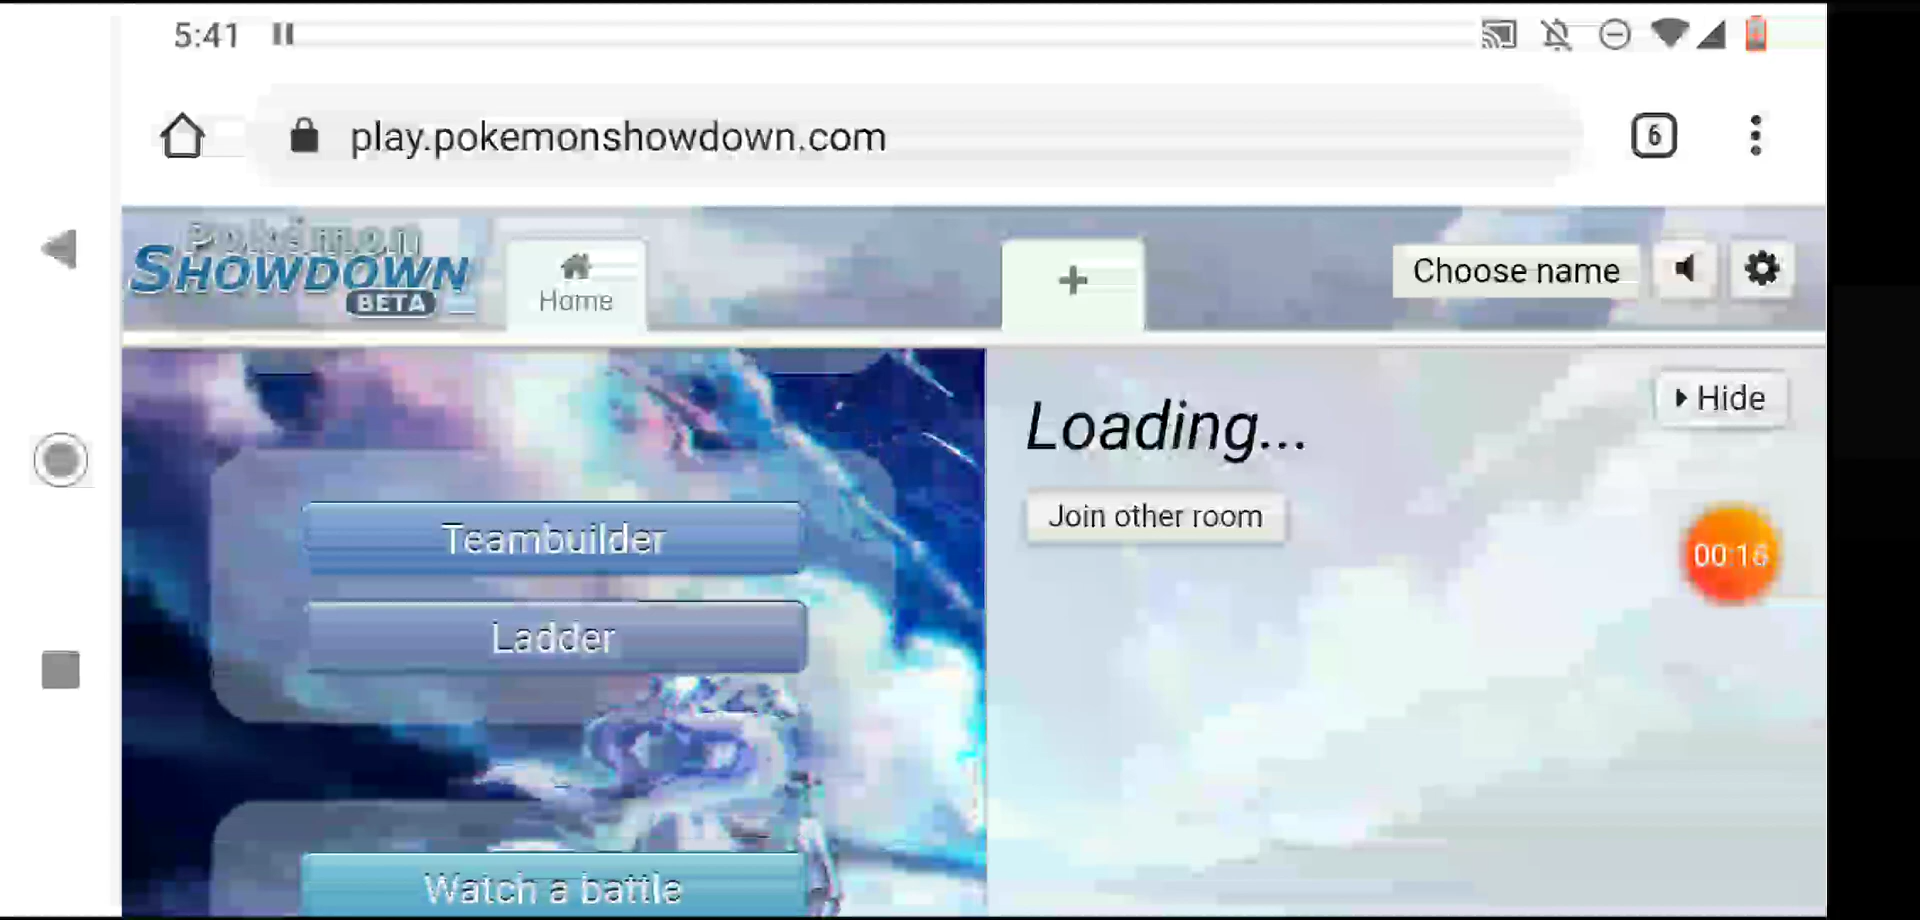 5:41
play.pokemonshowdown.com
6
Pokémon
SHOWDOWN
BETA
Home
+
Choose name
Loading...
Hide
Join other room
Teambuilder
00:16
Ladder
Watch a battle